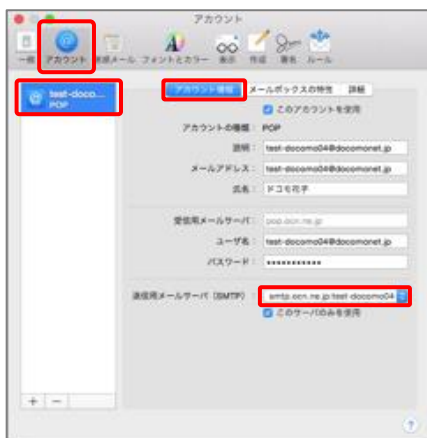 アカウント
一般 アカウント 迷惑メール フォントとカラー 表示 作成 署名 ルール
test-doco...
POP
アカウント情報 メールボックスの特性 詳細
このアカウントを使用
アカウントの種類： POP
説明： test-docomo04@docomonet.jp
メールアドレス： test-docomo04@docomonet.jp
氏名： ドコモ花子
受信用メールサーバ： pop.ocn.ne.jp
ユーザ名： test-docomo04@docomonet.jp
パスワード： •••••••••••
送信用メールサーバ（SMTP）： smtp.ocn.ne.jp:test-docomo04
このサーバのみを使用
+ − ?